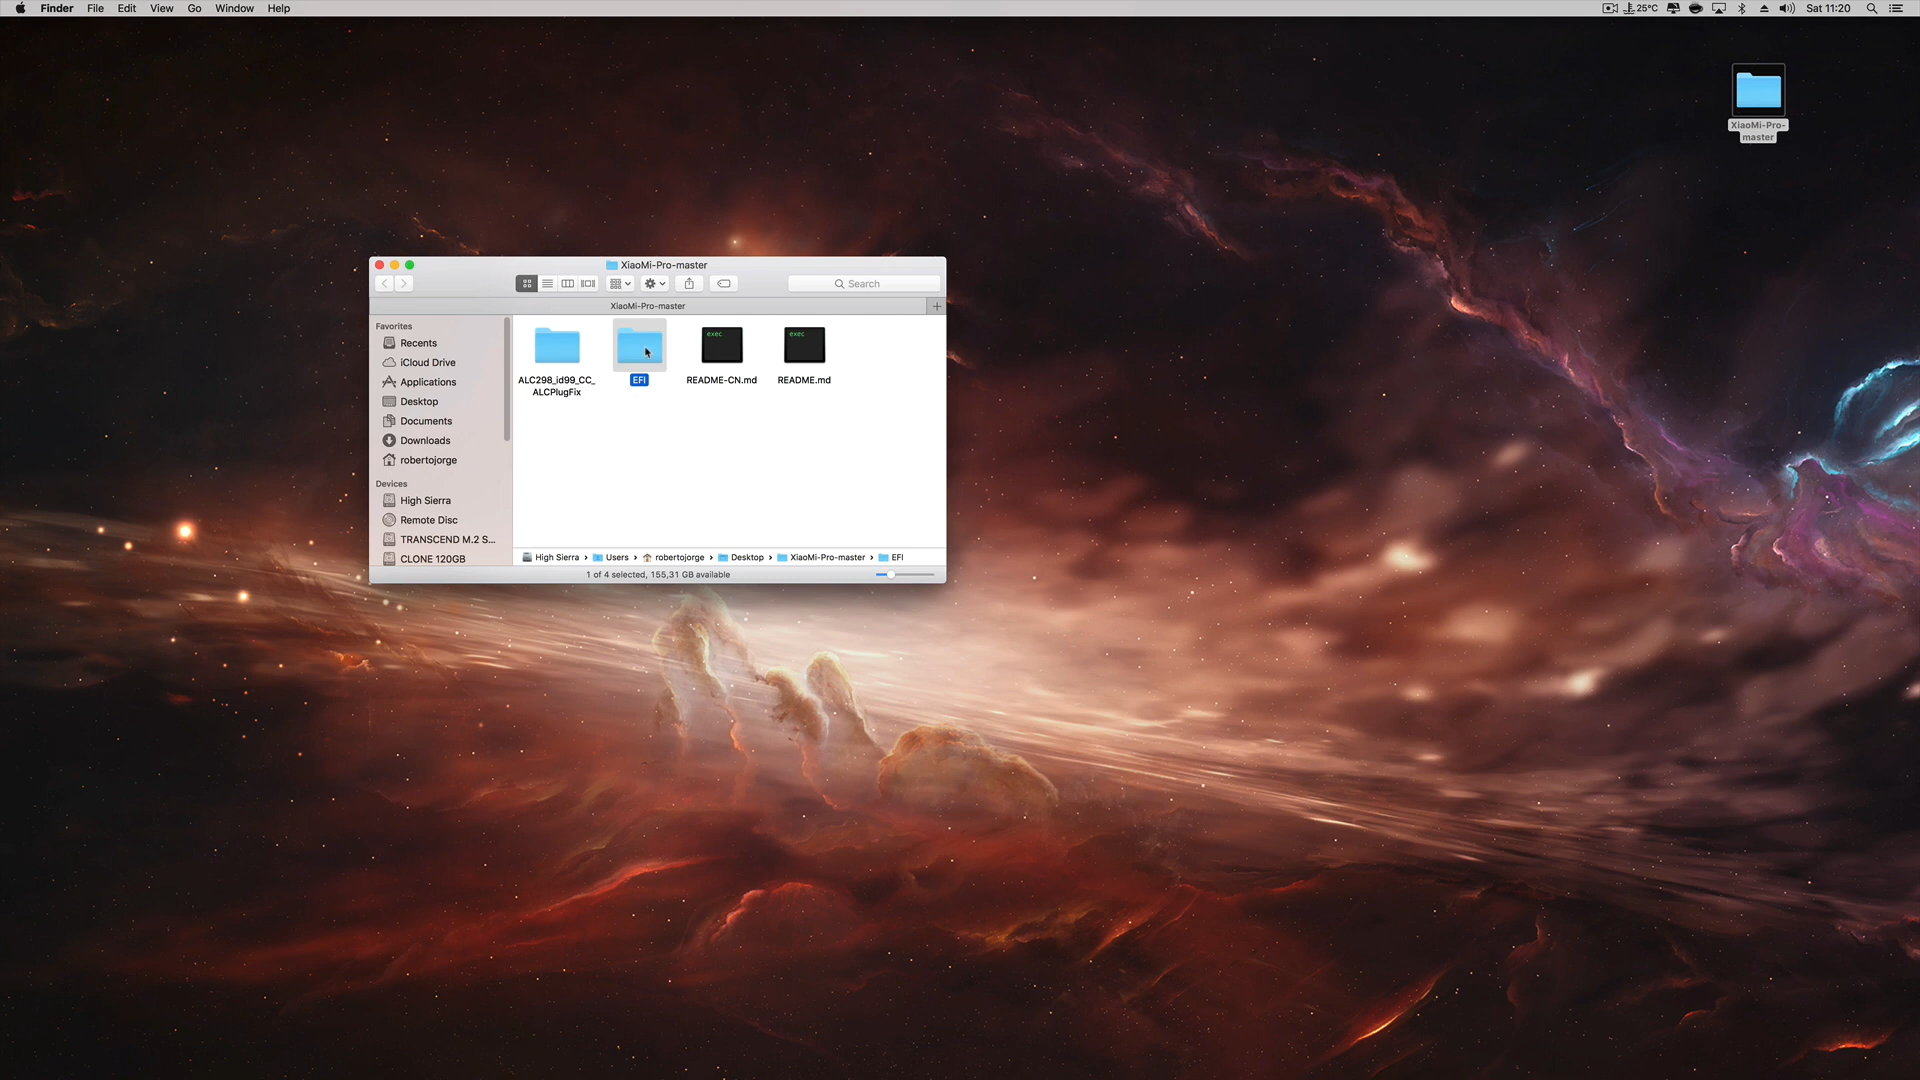 Finder File Edit View Go Window Help
25°C Sat 11:20
XiaoMi-Pro-
master
XiaoMi-Pro-master
Search
XiaoMi-Pro-master
Favorites
Recents
iCloud Drive
Applications
Desktop
Documents
Downloads
robertojorge
Devices
High Sierra
Remote Disc
TRANSCEND M.2 S...
CLONE 120GB
exec
exec
ALC298_id99_CC_
ALCPlugFix
EFI
README-CN.md
README.md
High Sierra › Users › robertojorge › Desktop › XiaoMi-Pro-master › EFI
1 of 4 selected, 155,31 GB available